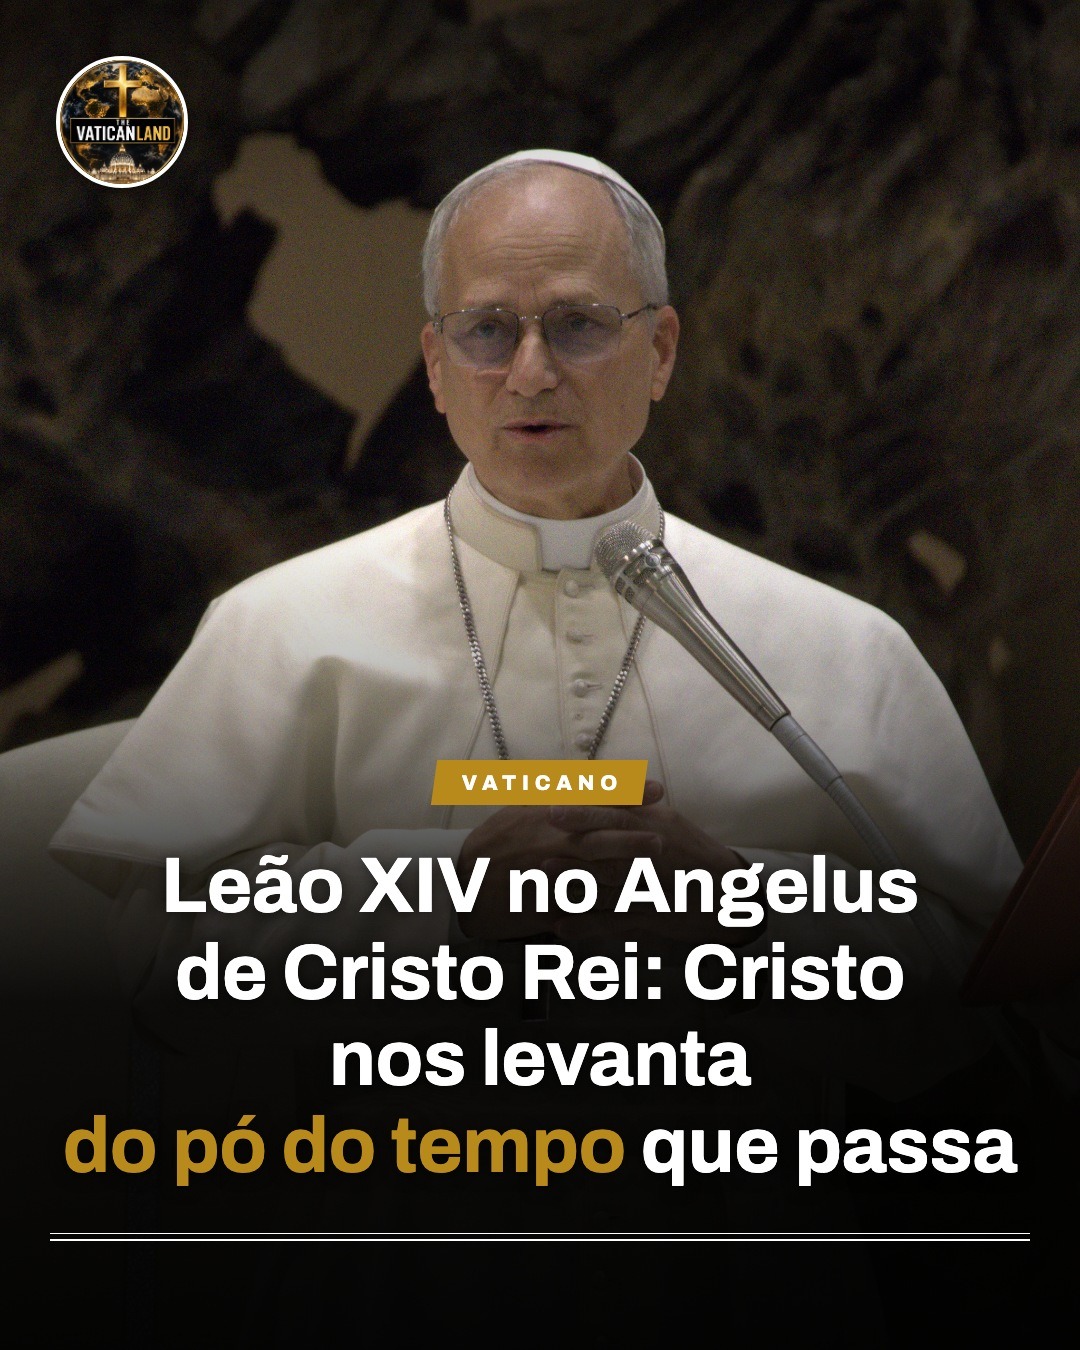 THE
VATICANLAND
VATICANO
Leão XIV no Angelus
de Cristo Rei: Cristo
nos levanta
do pó do tempo que passa